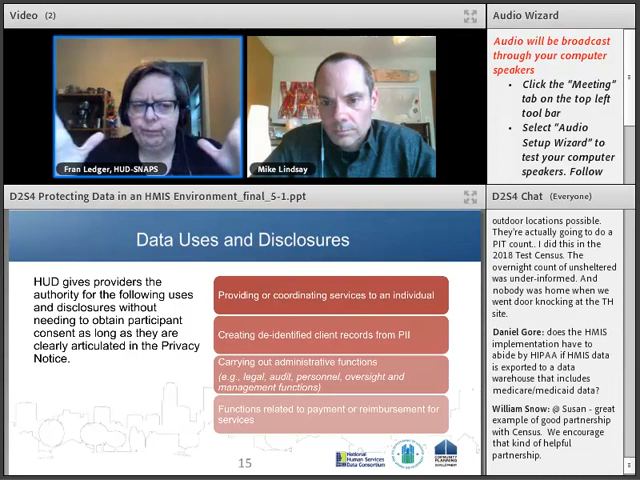 Video (2)
Fran Ledger, HUD-SNAPS
Mike Lindsay
Audio Wizard
Audio will be broadcast
through your computer
speakers
• Click the "Meeting"
tab on the top left
tool bar
• Select "Audio
Setup Wizard" to
test your computer
speakers. Follow
D2S4 Protecting Data in an HMIS Environment_final_5-1.ppt
Data Uses and Disclosures
HUD gives providers the
authority for the following uses
and disclosures without
needing to obtain participant
consent as long as they are
clearly articulated in the Privacy
Notice.
Providing or coordinating services to an individual
Creating de-identified client records from PII
Carrying out administrative functions
(e.g., legal, audit, personnel, oversight and
management functions)
Functions related to payment or reimbursement for
services
15
National
Human Services
Data Consortium
COMMUNITY
PLANNING
DEVELOPMENT
D2S4 Chat (Everyone)
outdoor locations possible.
They're actually going to do a
PIT count.. I did this in the
2018 Test Census. The
overnight count of unsheltered
was under-informed. And
nobody was home when we
went door knocking at the TH
site.
Daniel Gore: does the HMIS
implementation have to
abide by HIPAA if HMIS data
is exported to a data
warehouse that includes
medicare/medicaid data?
William Snow: @ Susan - great
example of good partnership
with Census. We encourage
that kind of helpful
partnership.